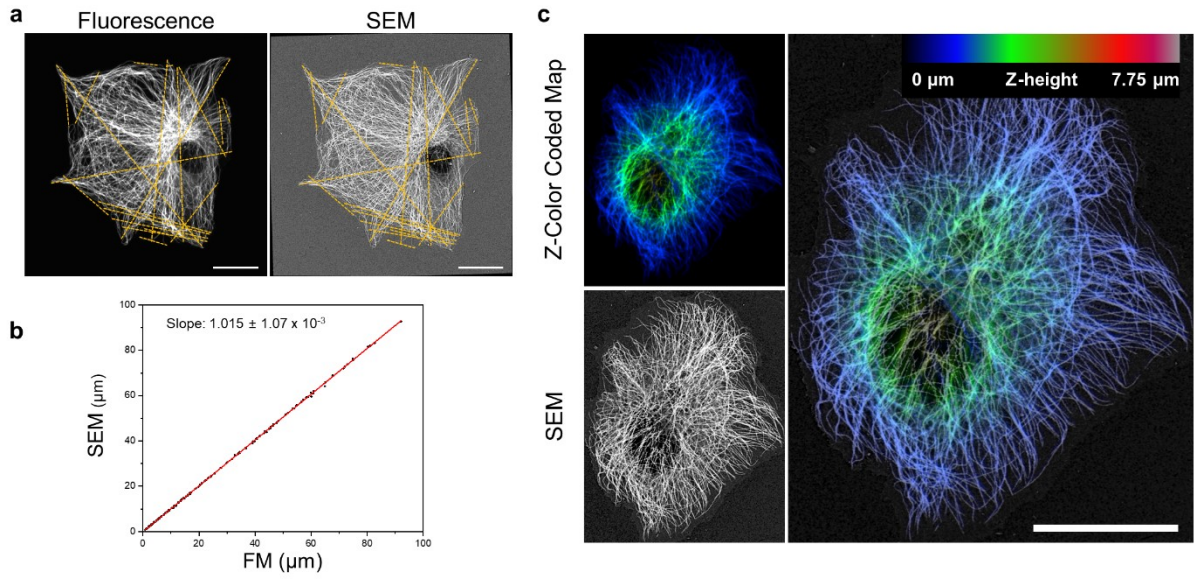 a
Fluorescence
SEM
b
Slope: 1.015 ± 1.07 x 10⁻³
100
80
60
40
20
0
0 20 40 60 80 100
SEM (µm)
FM (µm)
c
Z-Color Coded Map
SEM
0 µm Z-height 7.75 µm